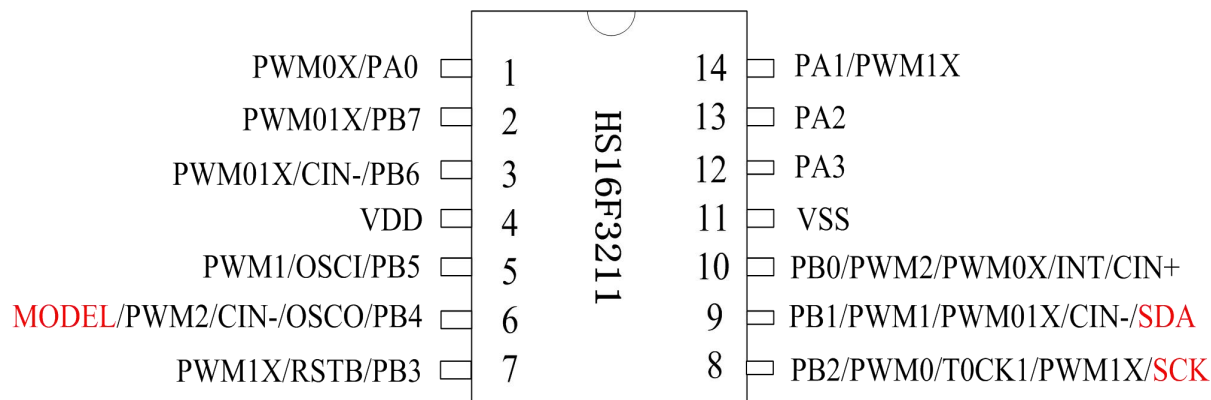 PWM0X/PA0 1 14 PA1/PWM1X
PWM01X/PB7 2 13 PA2
PWM01X/CIN-/PB6 3 12 PA3
VDD 4 11 VSS
PWM1/OSCI/PB5 5 10 PB0/PWM2/PWM0X/INT/CIN+
MODEL/PWM2/CIN-/OSCO/PB4 6 9 PB1/PWM1/PWM01X/CIN-/SDA
PWM1X/RSTB/PB3 7 8 PB2/PWM0/T0CK1/PWM1X/SCK
HS16F3211